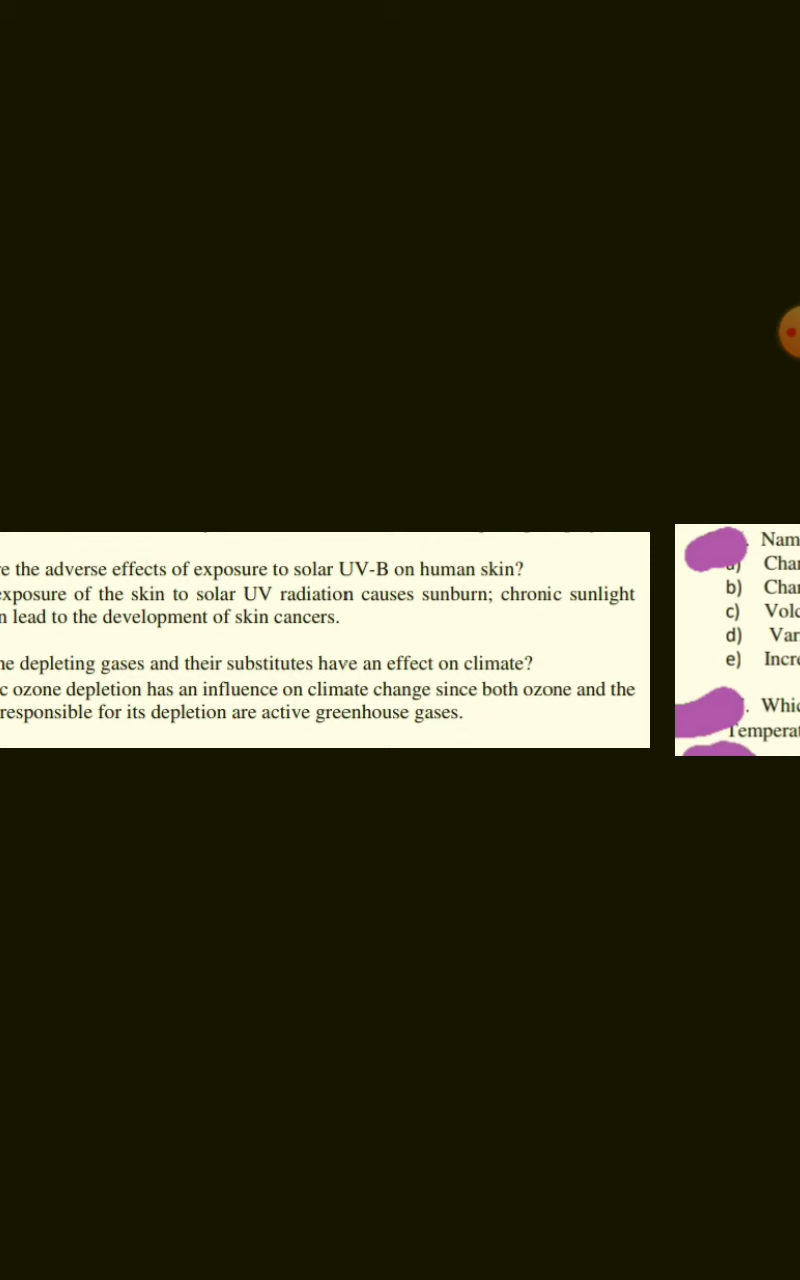 e the adverse effects of exposure to solar UV-B on human skin?
exposure of the skin to solar UV radiation causes sunburn; chronic sunlight
n lead to the development of skin cancers.
ne depleting gases and their substitutes have an effect on climate?
c ozone depletion has an influence on climate change since both ozone and the
responsible for its depletion are active greenhouse gases.
. Nam
a) Char
b) Char
c) Volc
d) Var
e) Incre
. Whic
Temperat